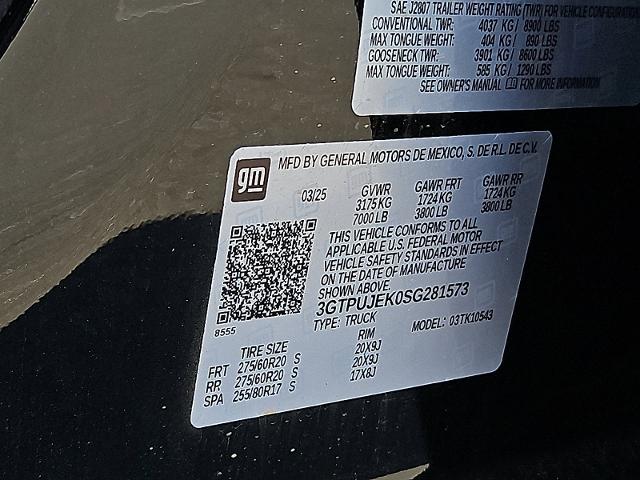 SAE J2807 TRAILER WEIGHT RATING (TWR) FOR VEHICLE CONFIGURATION
CONVENTIONAL TWR: 4037 KG / 8900 LBS
MAX TONGUE WEIGHT: 404 KG / 890 LBS
GOOSENECK TWR: 3901 KG / 8600 LBS
MAX TONGUE WEIGHT: 585 KG / 1290 LBS
SEE OWNER'S MANUAL FOR MORE INFORMATION
gm
MFD BY GENERAL MOTORS DE MEXICO, S. DE R.L. DE C.V.
03/25 GVWR GAWR FRT GAWR RR
3175 KG 1724 KG 1724 KG
7000 LB 3800 LB 3800 LB
THIS VEHICLE CONFORMS TO ALL
APPLICABLE U.S. FEDERAL MOTOR
VEHICLE SAFETY STANDARDS IN EFFECT
ON THE DATE OF MANUFACTURE
SHOWN ABOVE.
3GTPUJEK0SG281573
TYPE: TRUCK MODEL: 03TK10543
8555
TIRE SIZE RIM
FRT 275/60R20 S 20X9J
RR 275/60R20 S 20X9J
SPA 255/80R17 S 17X8J